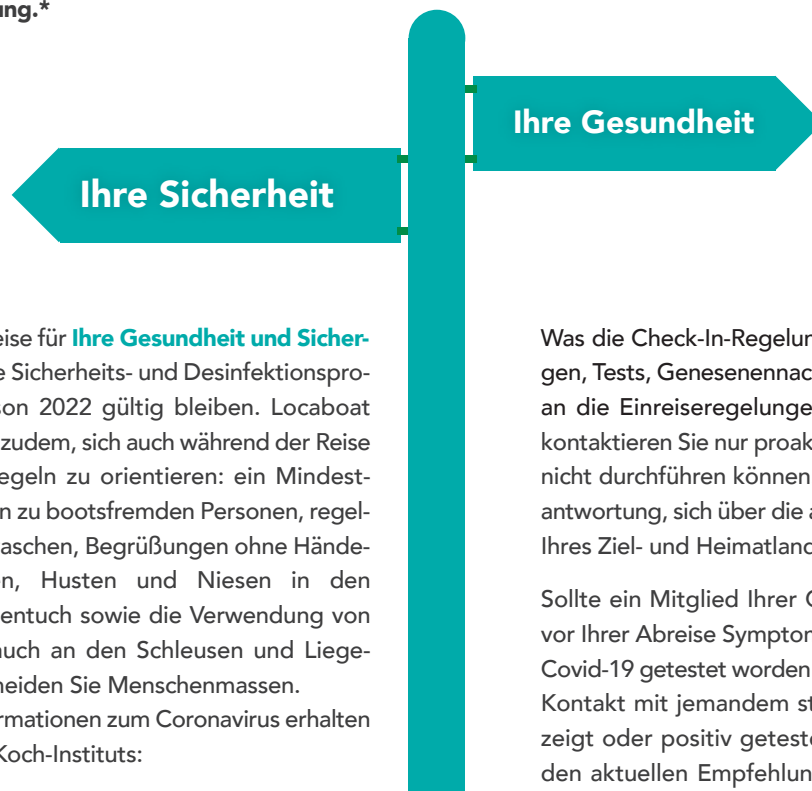 ung.*
Ihre Gesundheit
Ihre Sicherheit
eise für Ihre Gesundheit und Sicher-
e Sicherheits- und Desinfektionspro-
son 2022 gültig bleiben. Locaboat
zudem, sich auch während der Reise
egeln zu orientieren: ein Mindest-
n zu bootsfremden Personen, regel-
aschen, Begrüßungen ohne Hände-
en, Husten und Niesen in den
entuch sowie die Verwendung von
auch an den Schleusen und Liege-
neiden Sie Menschenmassen.
ormationen zum Coronavirus erhalten
Koch-Instituts:
Was die Check-In-Regelun
gen, Tests, Genesenennac
an die Einreiseregelunge
kontaktieren Sie nur proak
nicht durchführen können
antwortung, sich über die a
Ihres Ziel- und Heimatland
Sollte ein Mitglied Ihrer G
vor Ihrer Abreise Symptom
Covid-19 getestet worden
Kontakt mit jemandem st
zeigt oder positiv geteste
den aktuellen Empfehlun